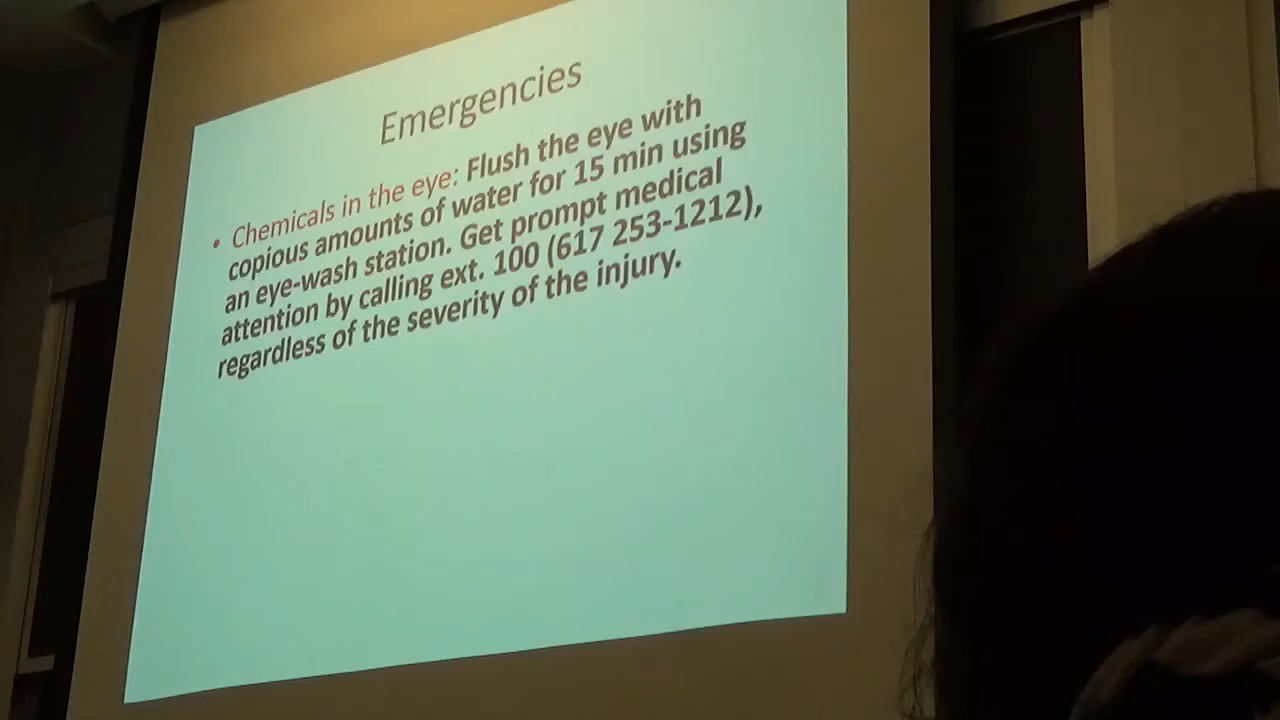 Emergencies
• Chemicals in the eye: Flush the eye with
copious amounts of water for 15 min using
an eye-wash station. Get prompt medical
attention by calling ext. 100 (617 253-1212),
regardless of the severity of the injury.